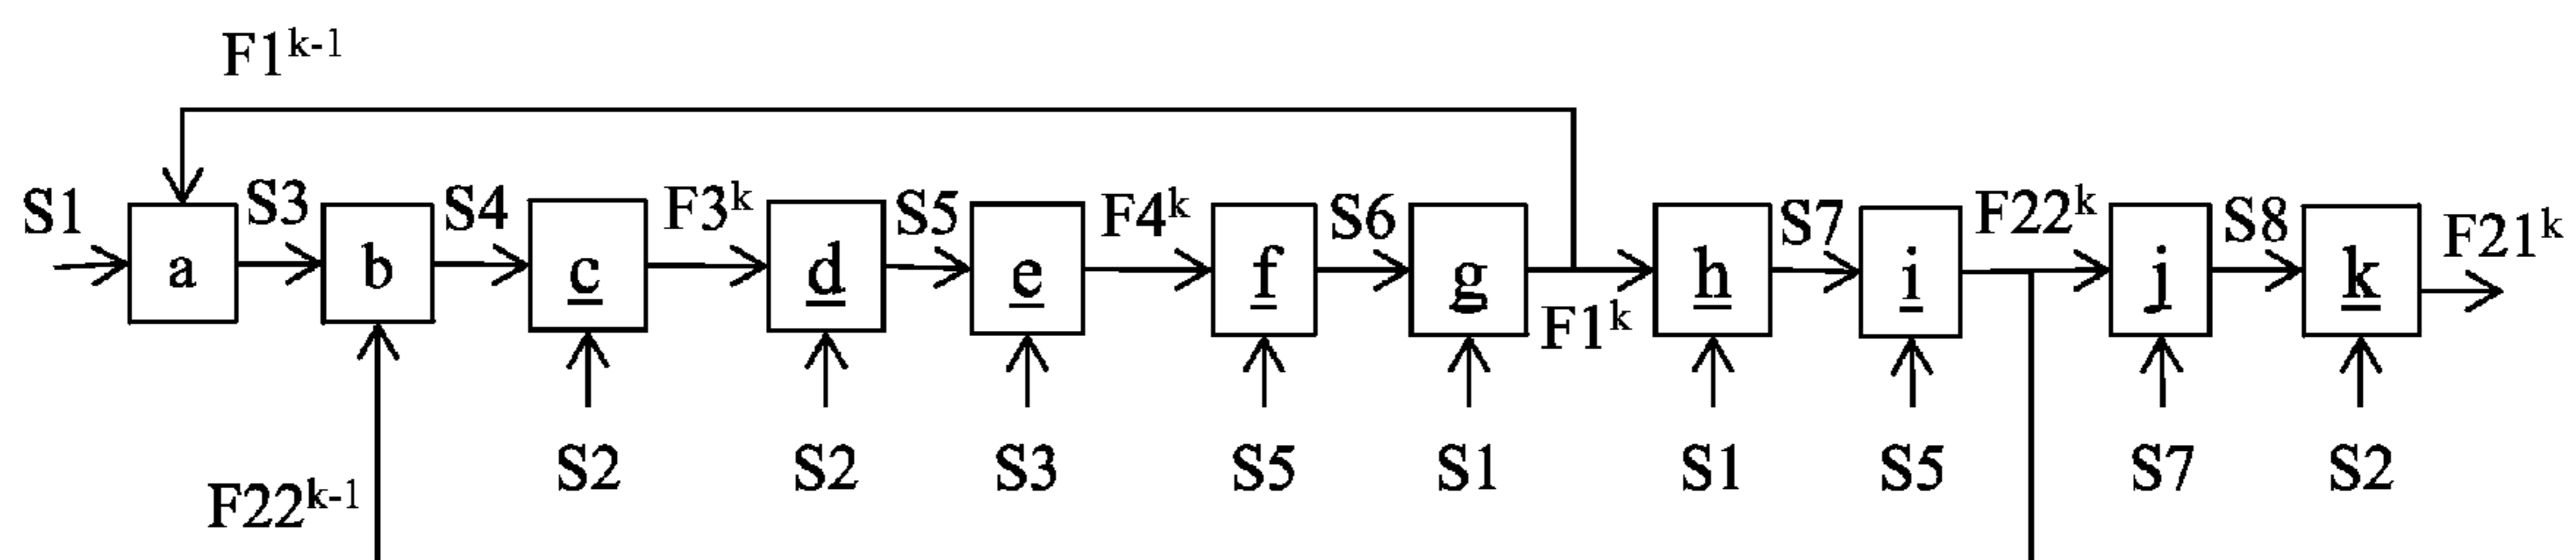 F1^k-1
S1 a S3 b S4 c F3^k d S5 e F4^k f S6 g F1^k h S7 i F22^k j S8 k F21^k
S2 S2 S3 S5 S1 S1 S5 S7 S2
F22^k-1